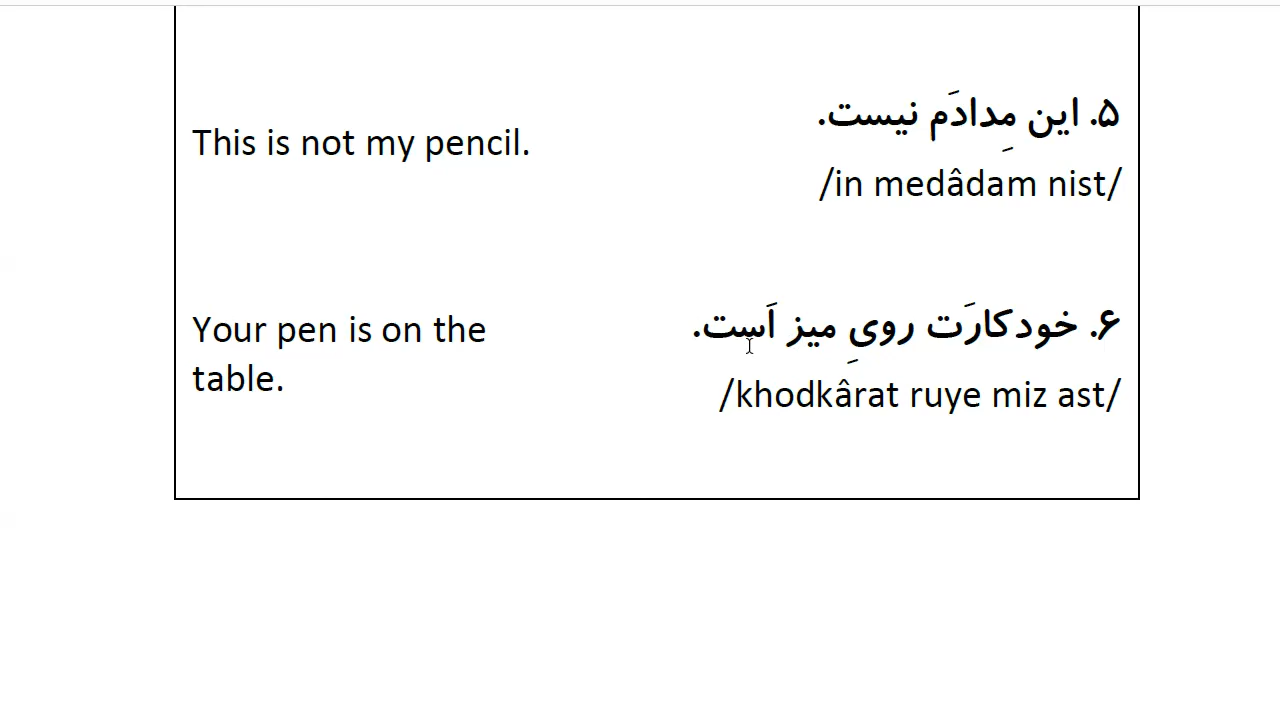 This is not my pencil.
۵. این مِدادَم نیست.
/in medâdam nist/
Your pen is on the
table.
۶. خودکارَت رویِ میز اَست.
/khodkârat ruye miz ast/